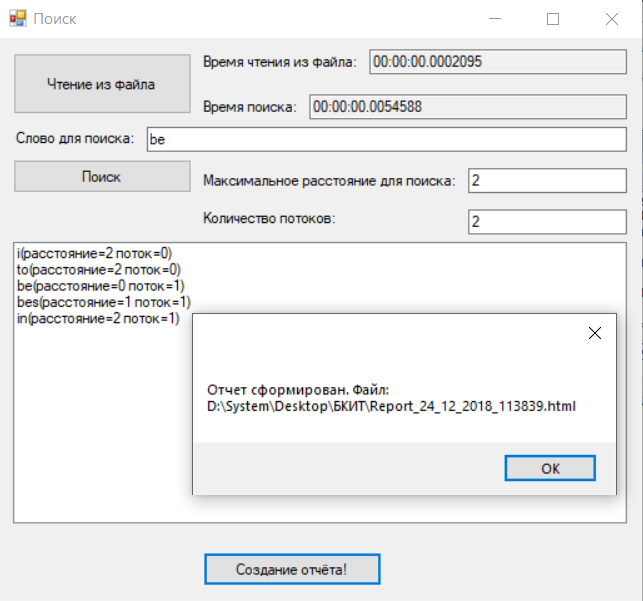 Поиск
Чтение из файла
Время чтения из файла:
00:00:00.0002095
Время поиска:
00:00:00.0054588
Слово для поиска:
be
Поиск
Максимальное расстояние для поиска:
2
Количество потоков:
2
i(расстояние=2 поток=0)
to(расстояние=2 поток=0)
be(расстояние=0 поток=1)
bes(расстояние=1 поток=1)
in(расстояние=2 поток=1)
Отчет сформирован. Файл:
D:\System\Desktop\БКИТ\Report_24_12_2018_113839.html
OK
Создание отчёта!